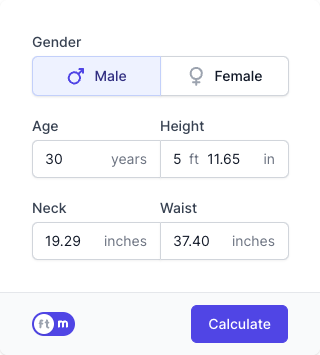 Gender
Male Female
Age Height
30 years 5 ft 11.65 in
Neck Waist
19.29 inches 37.40 inches
ft m Calculate